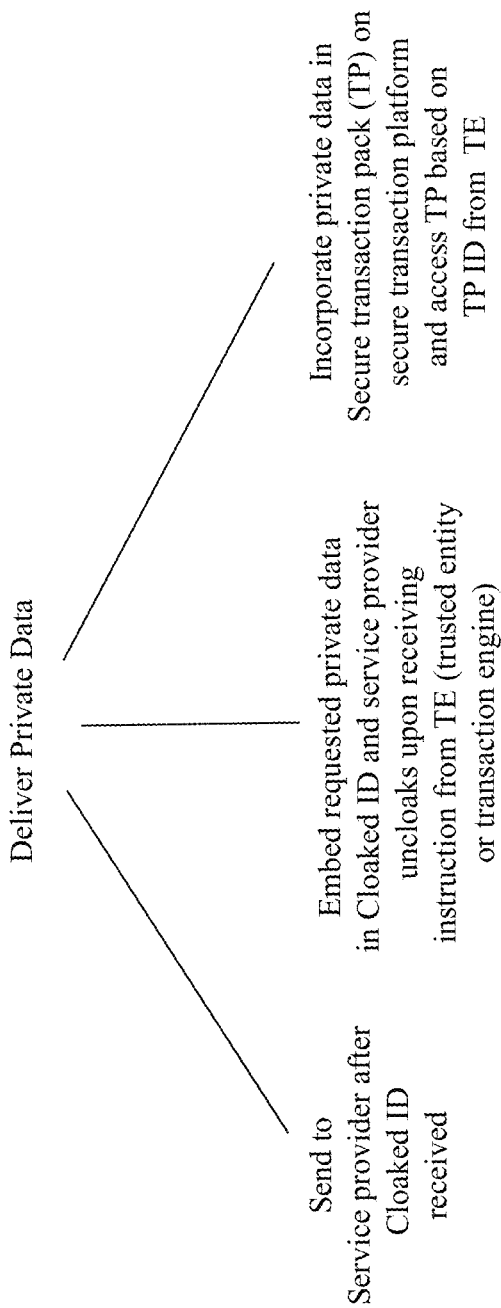 Deliver Private Data
Send to
Service provider after
Cloaked ID
received
Embed requested private data
in Cloaked ID and service provider
uncloaks upon receiving
instruction from TE (trusted entity
or transaction engine)
Incorporate private data in
Secure transaction pack (TP) on
secure transaction platform
and access TP based on
TP ID from TE